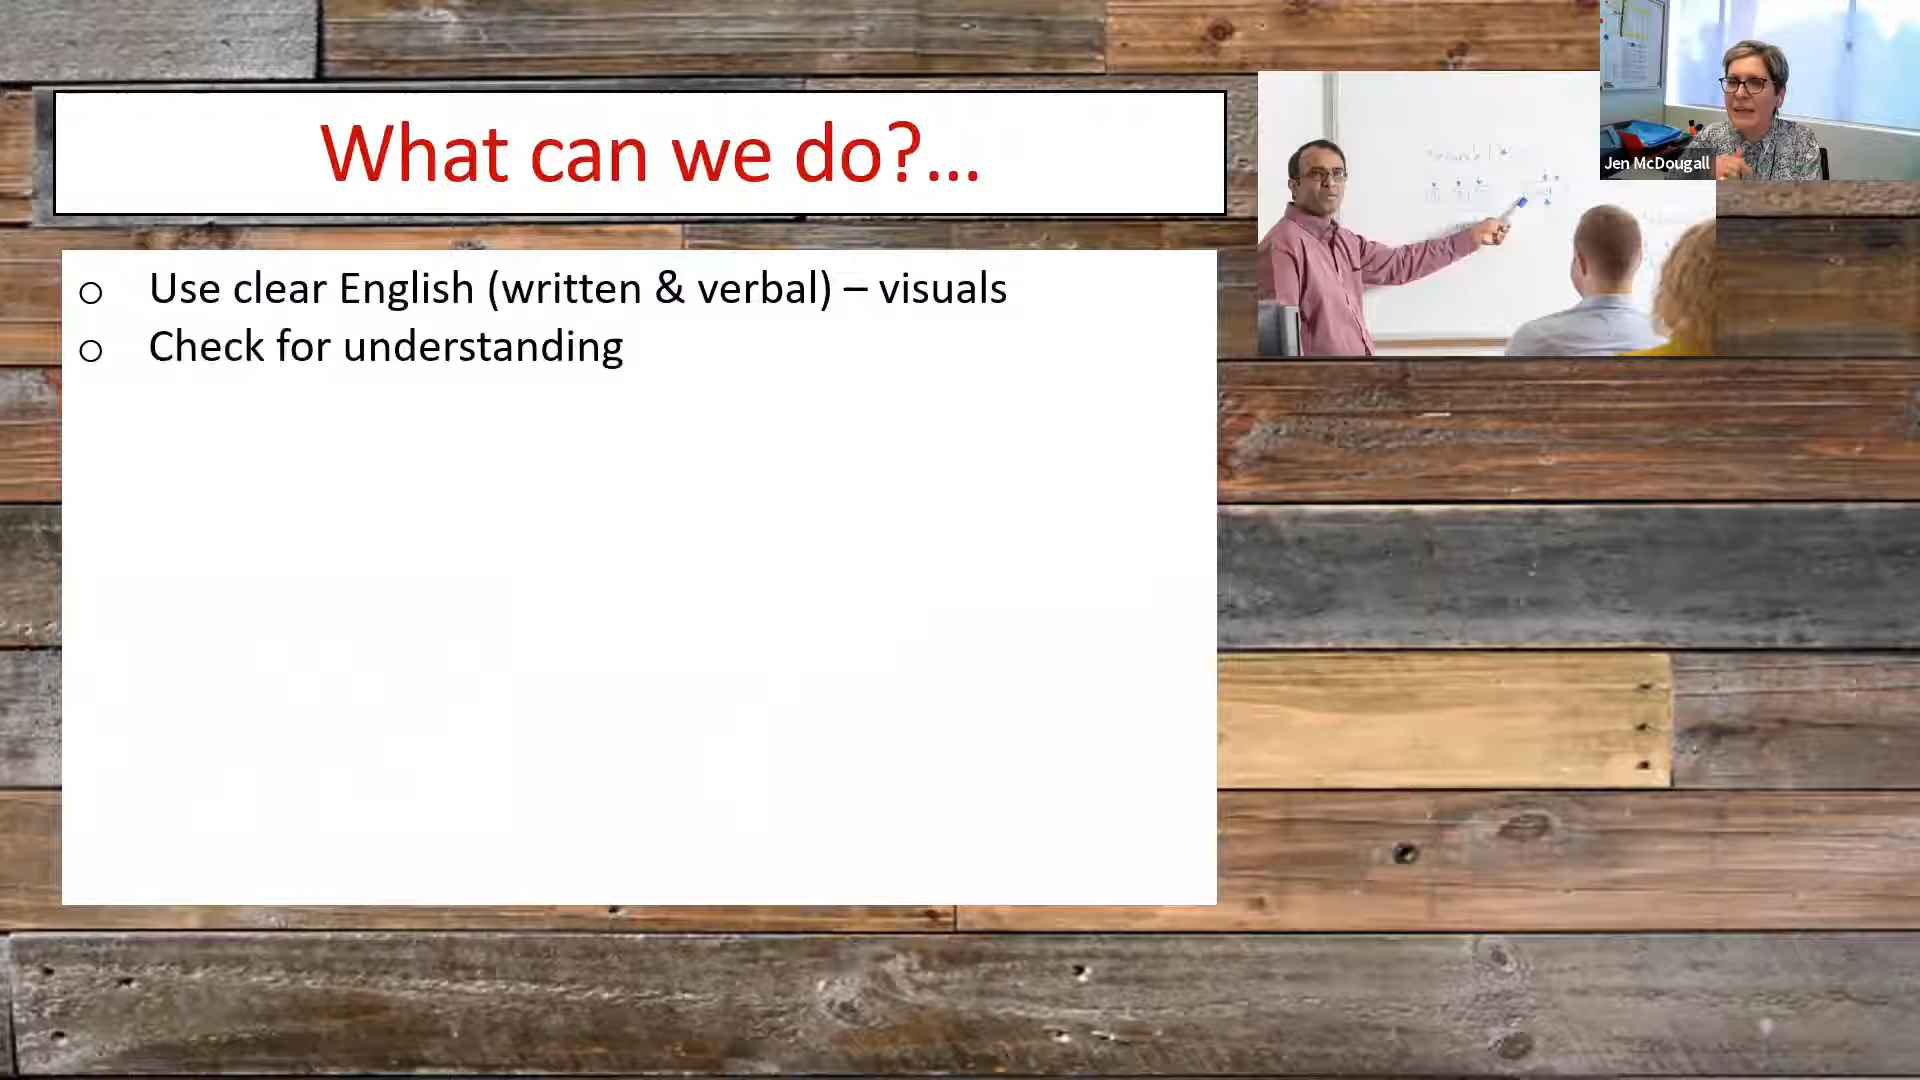 What can we do?...
Use clear English (written & verbal) – visuals
Check for understanding
Jen McDougall